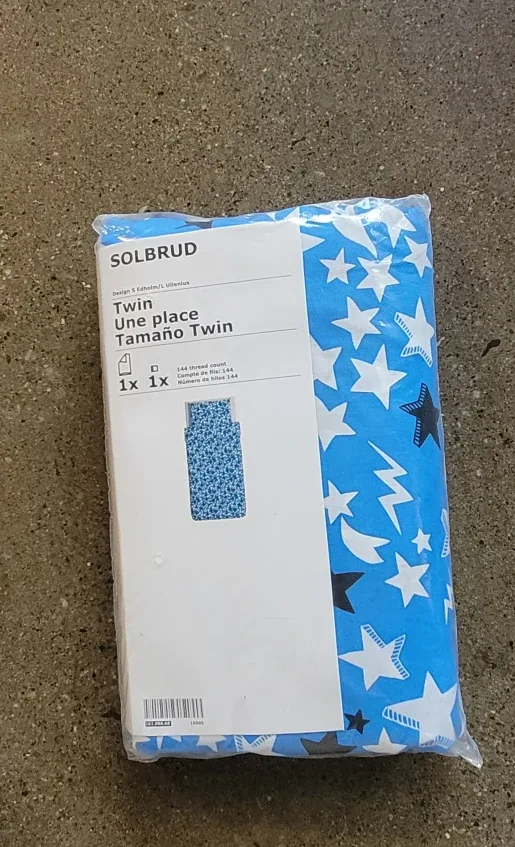 SOLBRUD
Design S Edholm/L Ullenius
Twin
Une place
Tamaño Twin
1x 1x
144 thread count
Compte de fils: 144
Número de hilos 144